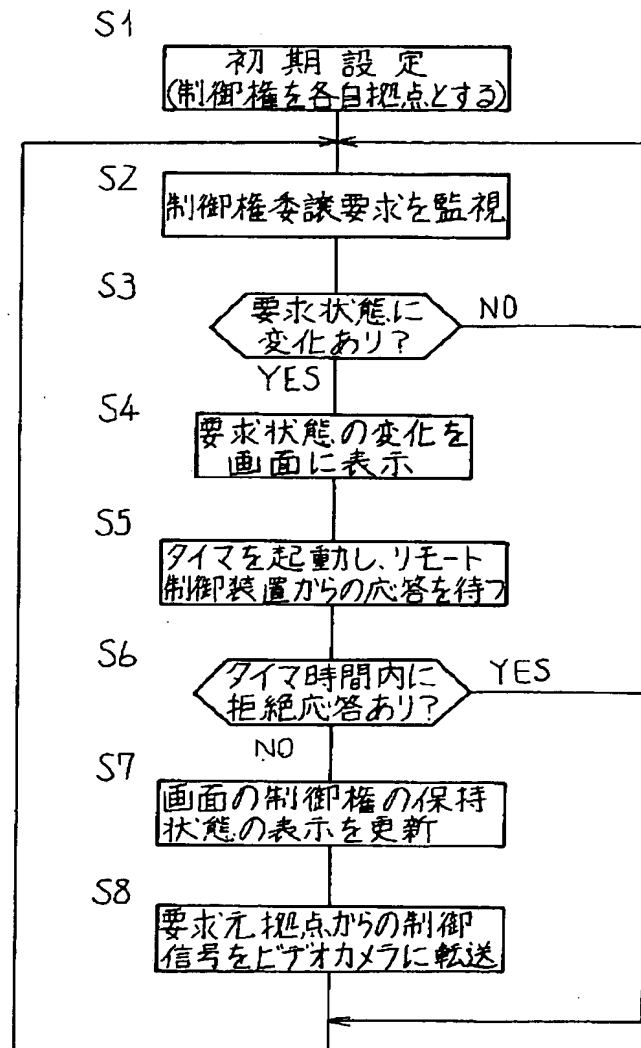 S1
初期設定
(制御権を各自拠点とする)
S2
制御権委譲要求を監視
S3
要求状態に
変化あり?
NO
YES
S4
要求状態の変化を
画面に表示
S5
タイマを起動し、リモート
制御装置からの応答を待つ
S6
タイマ時間内に
拒絶応答あり?
YES
NO
S7
画面の制御権の保持
状態の表示を更新
S8
要求元拠点からの制御
信号をビデオカメラに転送